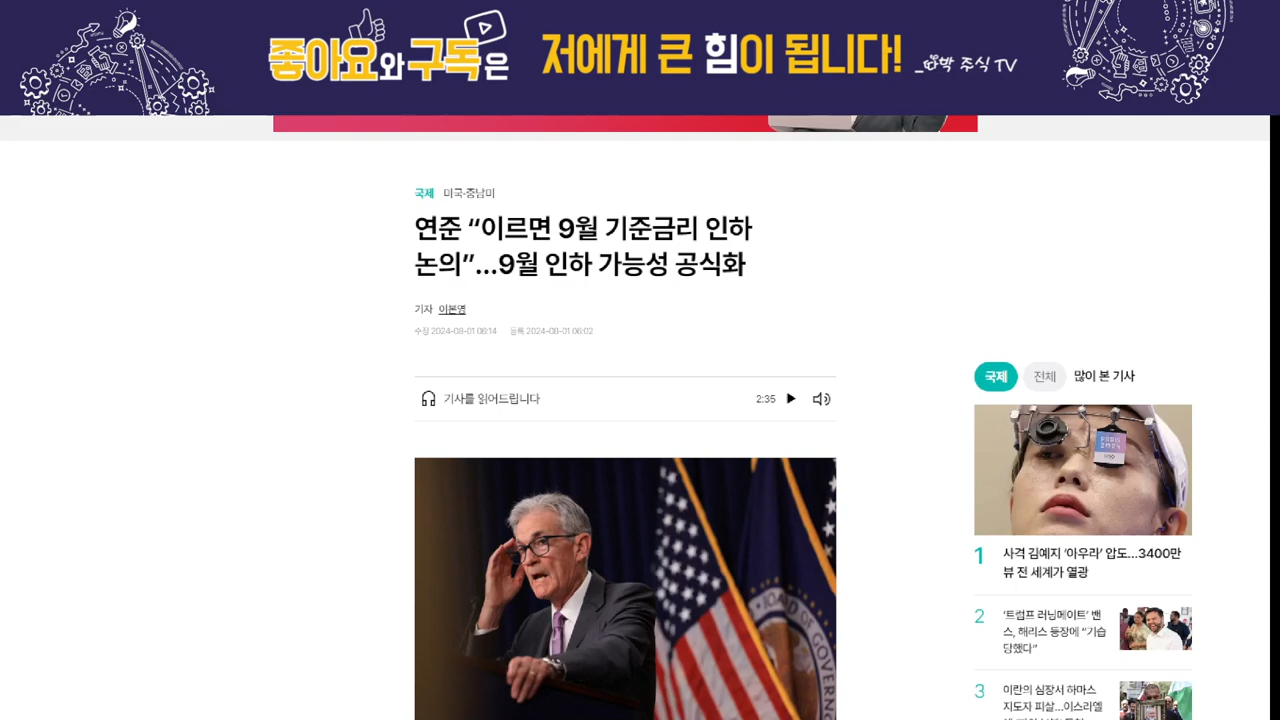 좋아요와 구독은 저에게 큰 힘이 됩니다!
박 주식 TV
국제 미국·중남미
연준 “이르면 9월 기준금리 인하
논의”…9월 인하 가능성 공식화
기자 이본영
수정 2024-08-01 06:14 등록 2024-08-01 06:02
기사를 읽어드립니다
2:35
국제 전체 많이 본 기사
PARIS
2024
1 사격 김예지 ‘아우라’ 압도…3400만
뷰 전 세계가 열광
2 ‘트럼프 러닝메이트’ 밴
스, 해리스 등장에 “기습
당했다”
3 이란의 심장서 하마스
지도자 피살…이스라엘